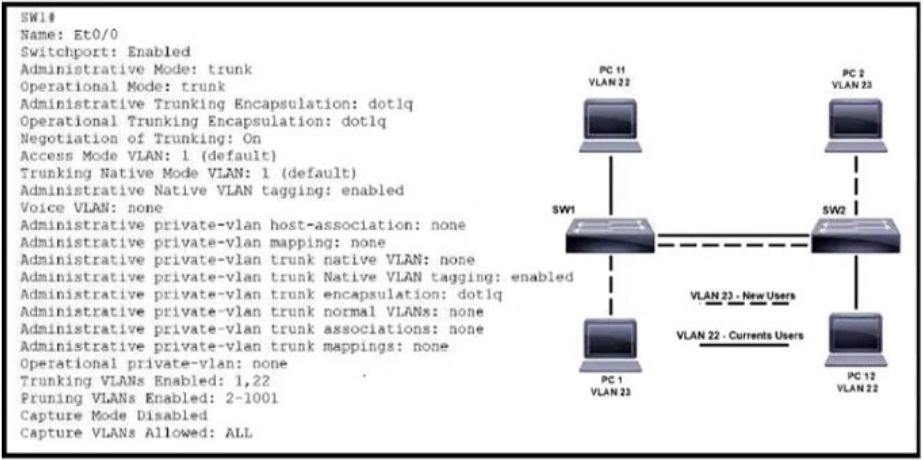 SW1#
Name: Et0/0
Switchport: Enabled
Administrative Mode: trunk
Operational Mode: trunk
Administrative Trunking Encapsulation: dot1q
Operational Trunking Encapsulation: dot1q
Negotiation of Trunking: On
Access Mode VLAN: 1 (default)
Trunking Native Mode VLAN: 1 (default)
Administrative Native VLAN tagging: enabled
Voice VLAN: none
Administrative private-vlan host-association: none
Administrative private-vlan mapping: none
Administrative private-vlan trunk native VLAN: none
Administrative private-vlan trunk Native VLAN tagging: enabled
Administrative private-vlan trunk encapsulation: dot1q
Administrative private-vlan trunk normal VLANs: none
Administrative private-vlan trunk associations: none
Administrative private-vlan trunk mappings: none
Operational private-vlan: none
Trunking VLANs Enabled: 1,22
Pruning VLANs Enabled: 2-1001
Capture Mode Disabled
Capture VLANs Allowed: ALL
PC 11
VLAN 22
PC 2
VLAN 23
SW1
SW2
VLAN 23 - New Users
VLAN 22 - Currents Users
PC 1
VLAN 23
PC 12
VLAN 22